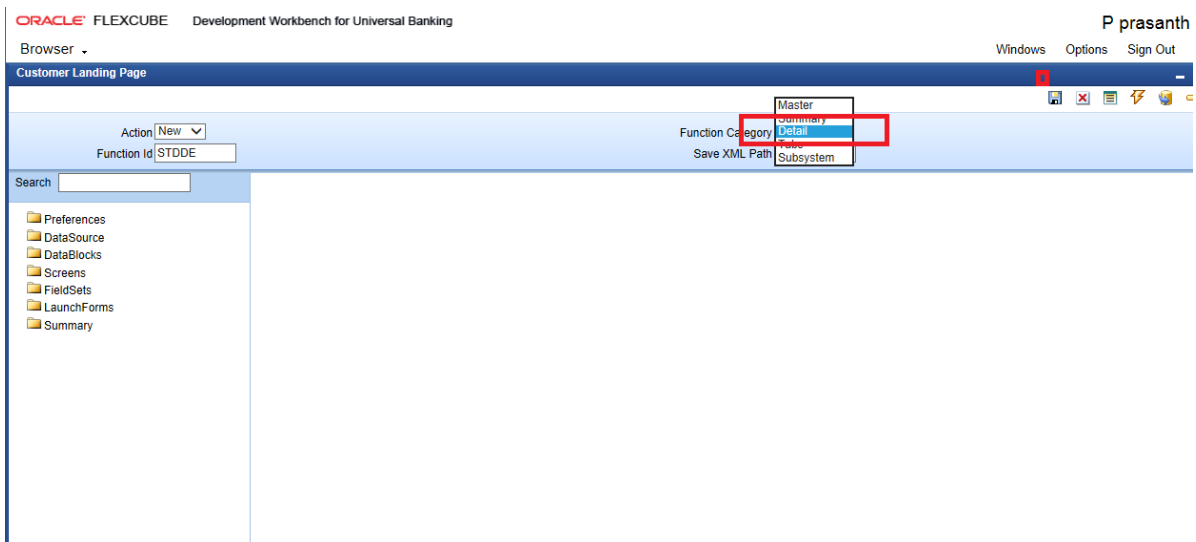 ORACLE FLEXCUBE Development Workbench for Universal Banking P prasanth
Browser Windows Options Sign Out
Customer Landing Page
Master
Summary
Action New Function Category Detail
Function Id STDDE Save XML Path Subsystem
Search
Preferences
DataSource
DataBlocks
Screens
FieldSets
LaunchForms
Summary